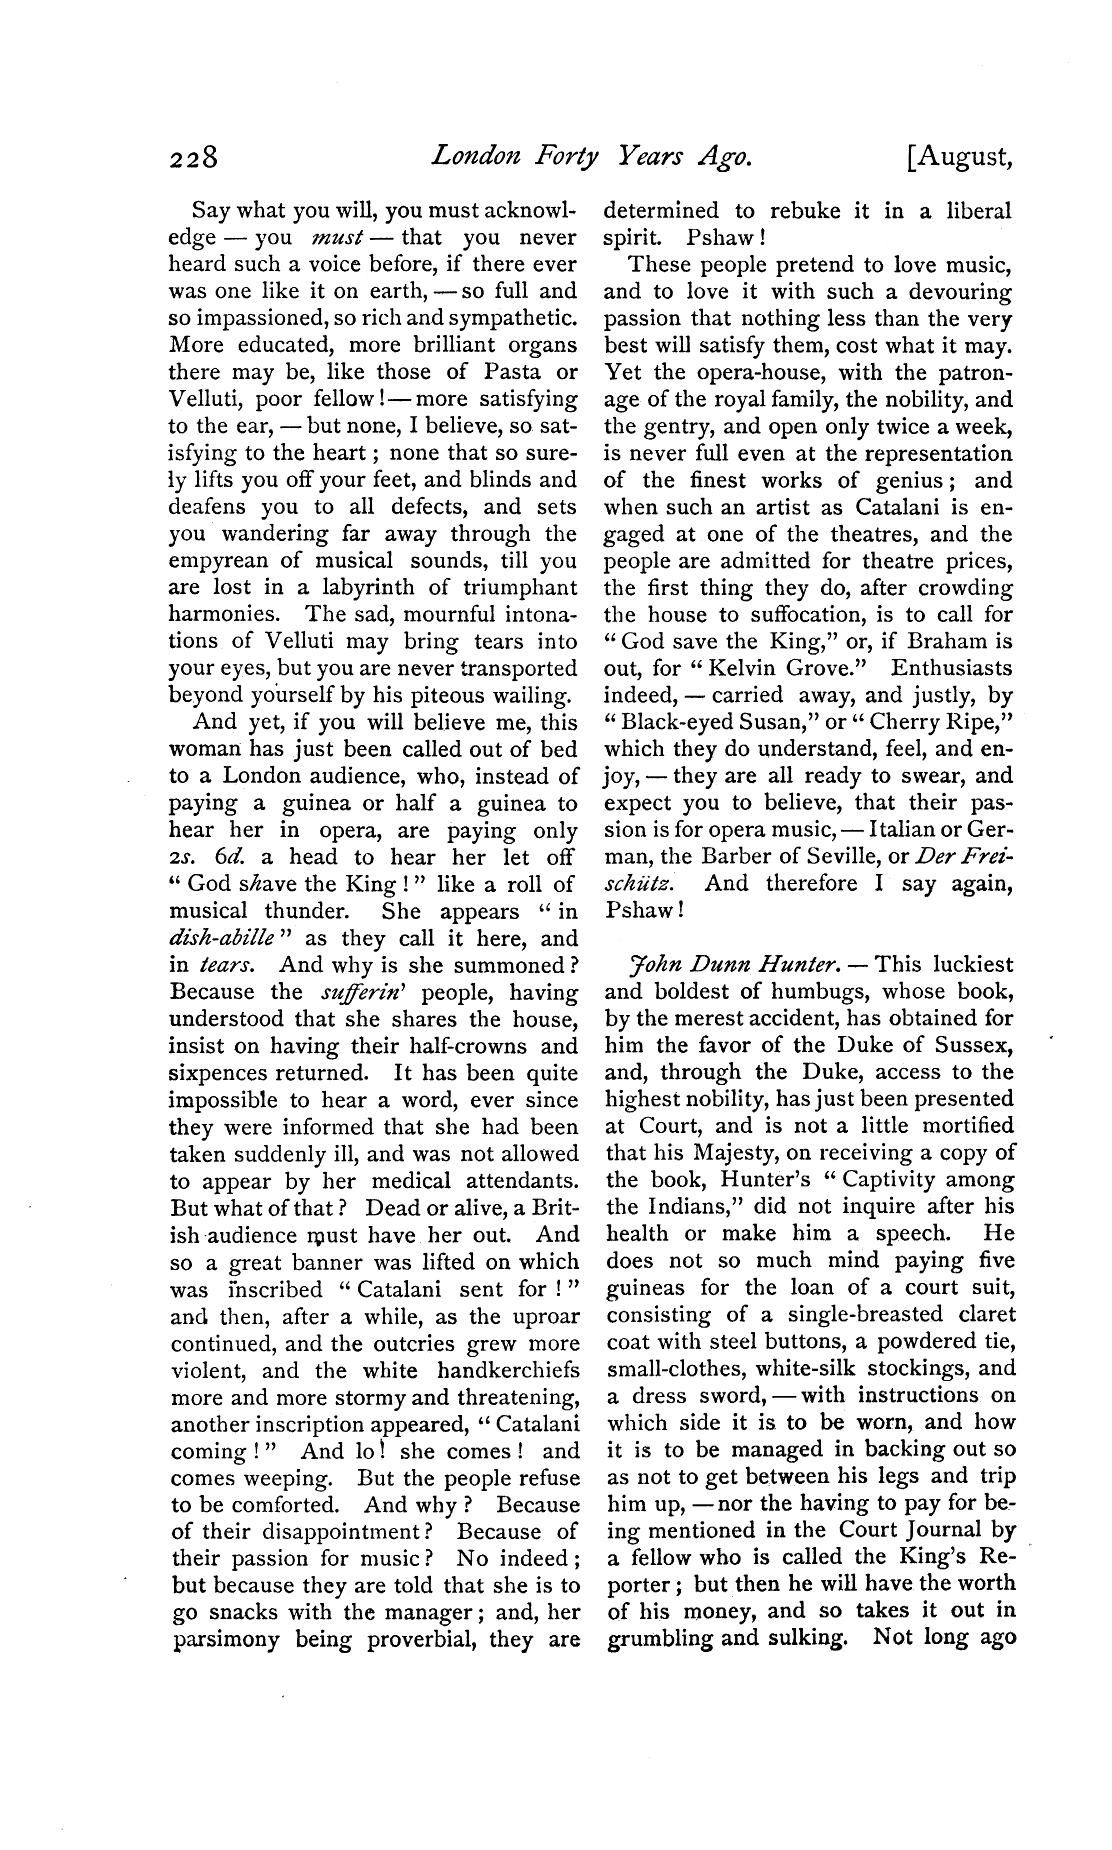 228 London Forty Years Ago. [August,
Say what you will, you must acknowl-
edge — you must — that you never
heard such a voice before, if there ever
was one like it on earth, — so full and
so impassioned, so rich and sympathetic.
More educated, more brilliant organs
there may be, like those of Pasta or
Velluti, poor fellow! — more satisfying
to the ear, — but none, I believe, so sat-
isfying to the heart; none that so sure-
ly lifts you off your feet, and blinds and
deafens you to all defects, and sets
you wandering far away through the
empyrean of musical sounds, till you
are lost in a labyrinth of triumphant
harmonies. The sad, mournful intona-
tions of Velluti may bring tears into
your eyes, but you are never transported
beyond yourself by his piteous wailing.
And yet, if you will believe me, this
woman has just been called out of bed
to a London audience, who, instead of
paying a guinea or half a guinea to
hear her in opera, are paying only
2s. 6d. a head to hear her let off
“God shave the King!” like a roll of
musical thunder. She appears “in
dish-abille” as they call it here, and
in tears. And why is she summoned?
Because the sufferin’ people, having
understood that she shares the house,
insist on having their half-crowns and
sixpences returned. It has been quite
impossible to hear a word, ever since
they were informed that she had been
taken suddenly ill, and was not allowed
to appear by her medical attendants.
But what of that? Dead or alive, a Brit-
ish audience must have her out. And
so a great banner was lifted on which
was inscribed “Catalani sent for!”
and then, after a while, as the uproar
continued, and the outcries grew more
violent, and the white handkerchiefs
more and more stormy and threatening,
another inscription appeared, “Catalani
coming!” And lo! she comes! and
comes weeping. But the people refuse
to be comforted. And why? Because
of their disappointment? Because of
their passion for music? No indeed;
but because they are told that she is to
go snacks with the manager; and, her
parsimony being proverbial, they are
determined to rebuke it in a liberal
spirit. Pshaw!
These people pretend to love music,
and to love it with such a devouring
passion that nothing less than the very
best will satisfy them, cost what it may.
Yet the opera-house, with the patron-
age of the royal family, the nobility, and
the gentry, and open only twice a week,
is never full even at the representation
of the finest works of genius; and
when such an artist as Catalani is en-
gaged at one of the theatres, and the
people are admitted for theatre prices,
the first thing they do, after crowding
the house to suffocation, is to call for
“God save the King,” or, if Braham is
out, for “Kelvin Grove.” Enthusiasts
indeed, — carried away, and justly, by
“Black-eyed Susan,” or “Cherry Ripe,”
which they do understand, feel, and en-
joy, — they are all ready to swear, and
expect you to believe, that their pas-
sion is for opera music, — Italian or Ger-
man, the Barber of Seville, or Der Frei-
schütz. And therefore I say again,
Pshaw!
John Dunn Hunter. — This luckiest
and boldest of humbugs, whose book,
by the merest accident, has obtained for
him the favor of the Duke of Sussex,
and, through the Duke, access to the
highest nobility, has just been presented
at Court, and is not a little mortified
that his Majesty, on receiving a copy of
the book, Hunter’s “Captivity among
the Indians,” did not inquire after his
health or make him a speech. He
does not so much mind paying five
guineas for the loan of a court suit,
consisting of a single-breasted claret
coat with steel buttons, a powdered tie,
small-clothes, white-silk stockings, and
a dress sword, — with instructions on
which side it is to be worn, and how
it is to be managed in backing out so
as not to get between his legs and trip
him up, — nor the having to pay for be-
ing mentioned in the Court Journal by
a fellow who is called the King’s Re-
porter; but then he will have the worth
of his money, and so takes it out in
grumbling and sulking. Not long ago